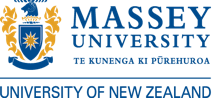 MASSEY
UNIVERSITY
TE KUNENGA KI PŪREHUROA
UNIVERSITY OF NEW ZEALAND